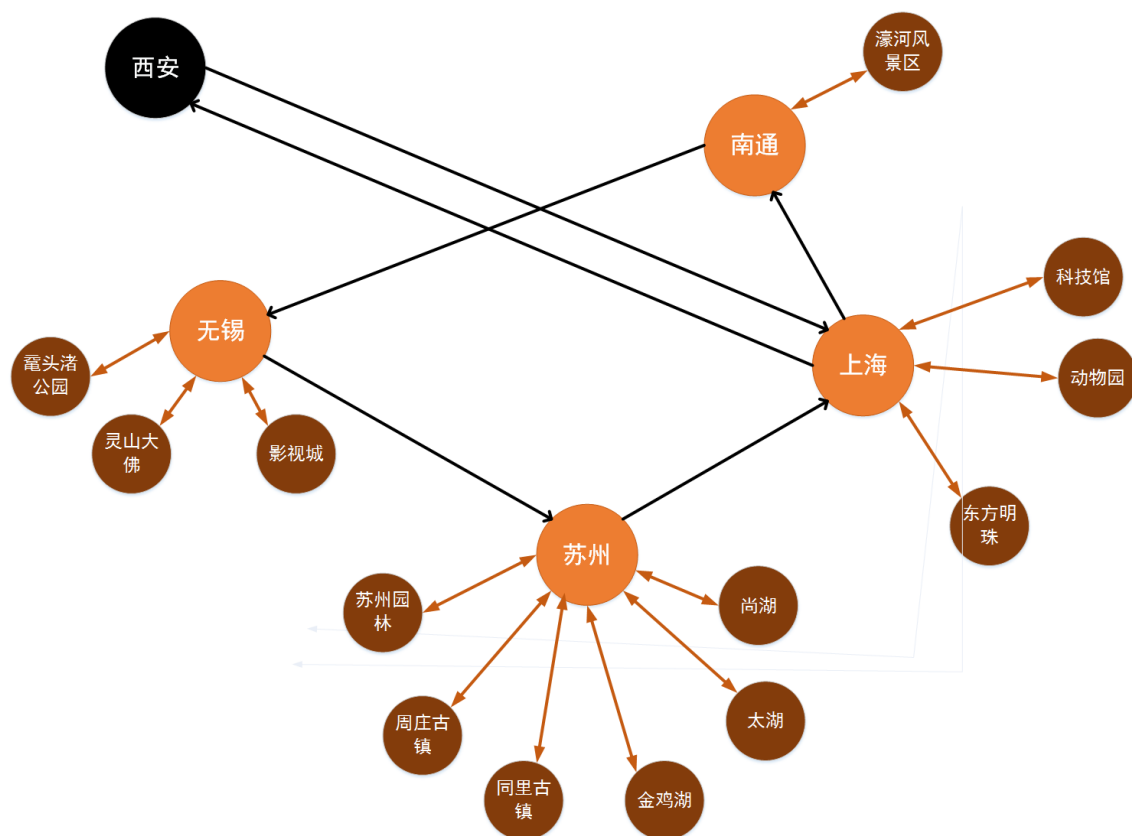 西安
濠河风
景区
南通
科技馆
无锡
上海
鼋头渚
公园
动物园
灵山大
佛
影视城
东方明
珠
苏州
苏州园
林
尚湖
周庄古
镇
太湖
同里古
镇
金鸡湖